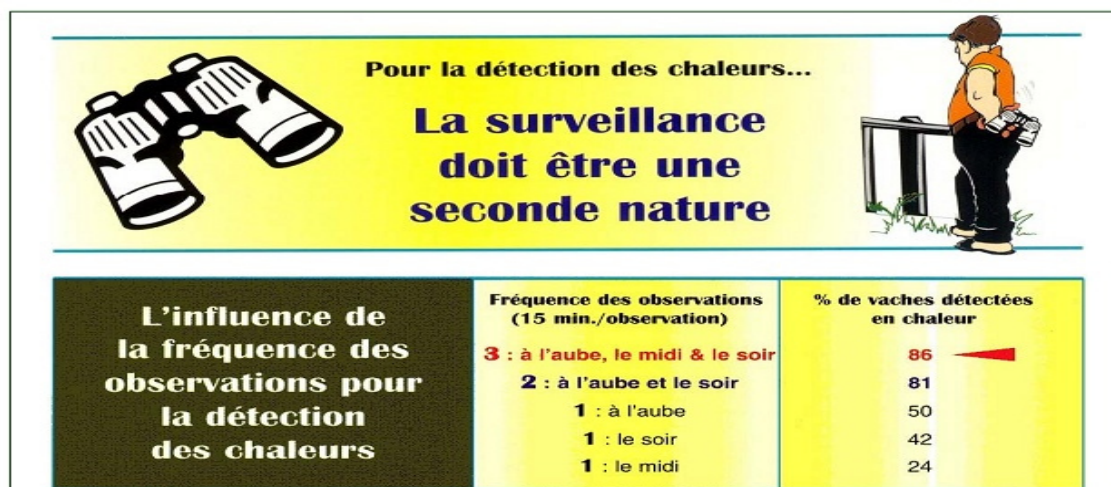 Pour la détection des chaleurs...
La surveillance
doit être une
seconde nature
L'influence de
la fréquence des
observations pour
la détection
des chaleurs
Fréquence des observations
(15 min./observation)
% de vaches détectées
en chaleur
3 : à l'aube, le midi & le soir 86
2 : à l'aube et le soir 81
1 : à l'aube 50
1 : le soir 42
1 : le midi 24